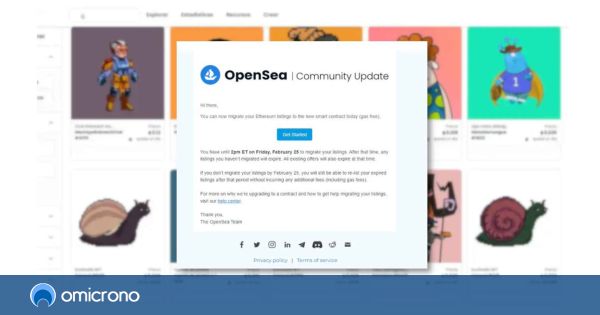 Explorar Estadísticas Recursos Crear
OpenSea | Community Update
Hi there,
You can now migrate your Ethereum listings to the new smart contract today (gas free).
Get Started
You have until 2pm ET on Friday, February 25 to migrate your listings. After that time, any
listings you haven't migrated will expire. All existing offers will also expire at that time.
If you don't migrate your listings by February 25, you will still be able to re-list your expired
listings after that period without incurring any additional fees (including gas fees).
For more on why we're upgrading to a contract and how to get help migrating your listings,
visit our help center.
Thank you,
The OpenSea Team
Privacy policy | Terms of service
omicrono